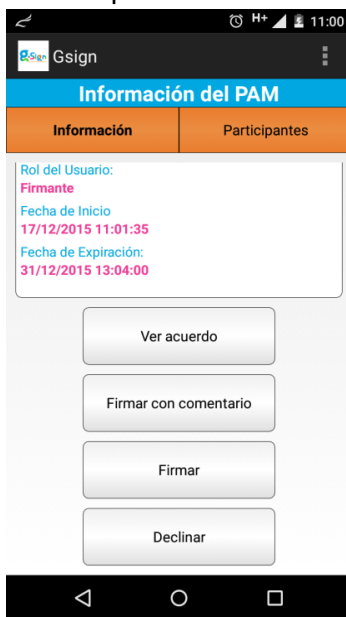 H+ 11:00
g-Sign Gsign
Información del PAM
Información Participantes
Rol del Usuario:
Firmante
Fecha de Inicio
17/12/2015 11:01:35
Fecha de Expiración:
31/12/2015 13:04:00
Ver acuerdo
Firmar con comentario
Firmar
Declinar